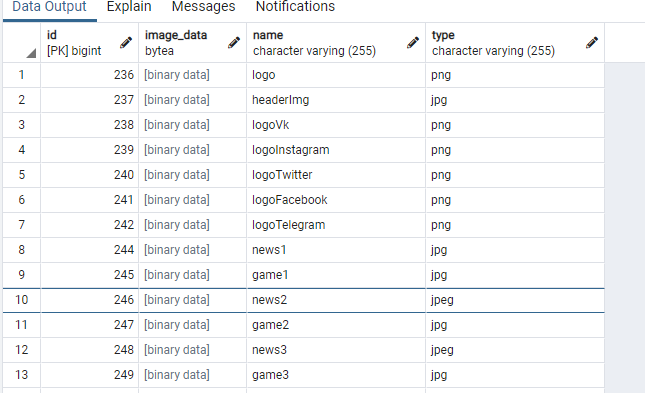 Data Output Explain Messages Notifications
id image_data name type
[PK] bigint bytea character varying (255) character varying (255)
1 236 [binary data] logo png
2 237 [binary data] headerImg jpg
3 238 [binary data] logoVk png
4 239 [binary data] logoInstagram png
5 240 [binary data] logoTwitter png
6 241 [binary data] logoFacebook png
7 242 [binary data] logoTelegram png
8 244 [binary data] news1 jpg
9 245 [binary data] game1 jpg
10 246 [binary data] news2 jpeg
11 247 [binary data] game2 jpg
12 248 [binary data] news3 jpeg
13 249 [binary data] game3 jpg